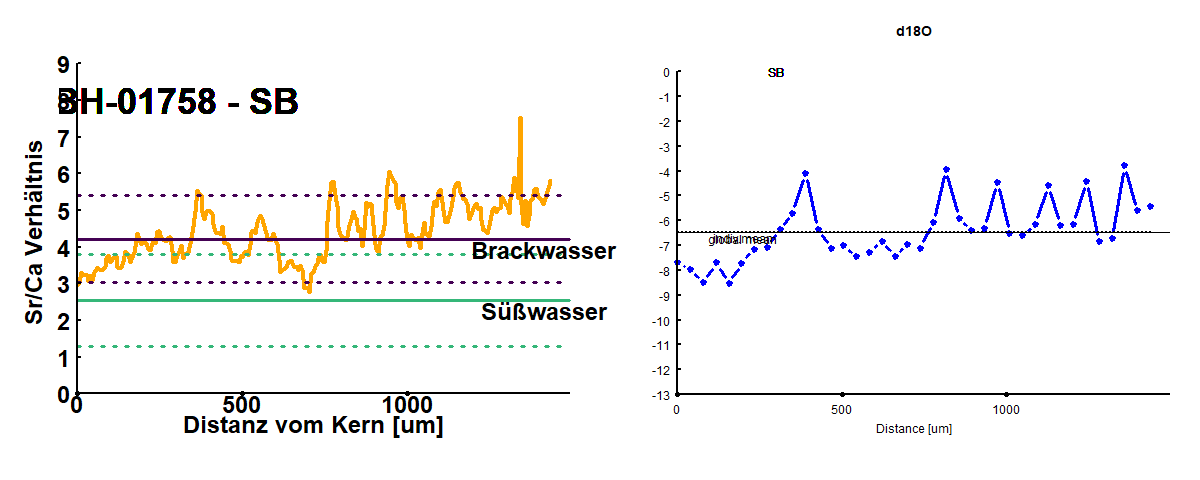 d18O
BH-01758 - SB
SB
Sr/Ca Verhältnis
9
8
7
6
5
4
3
2
1
0
Brackwasser
Süßwasser
0 500 1000
Distanz vom Kern [um]
0
-1
-2
-3
-4
-5
-6
-7
-8
-9
-10
-11
-12
-13
global mean
0 500 1000
Distance [um]